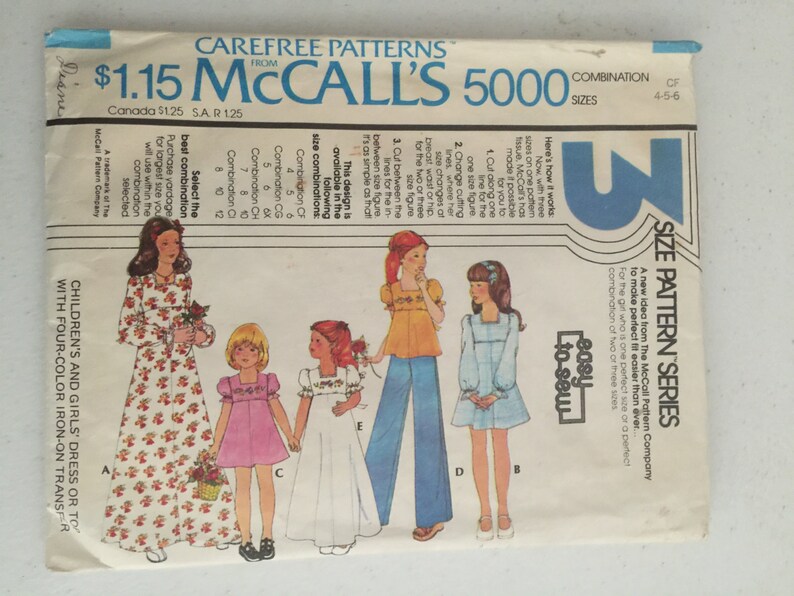 Diane
CAREFREE PATTERNS™
FROM
$1.15 McCALL'S 5000
COMBINATION
SIZES
CF
4-5-6
Canada $1.25 S.A. R 1.25
3
SIZE PATTERN™ SERIES
A new idea from The McCall Pattern Company
to make perfect fit easier than ever...
For the girl who is one perfect size or a perfect
combination of two or three sizes
Here's how it works:
Now, with three
sizes on one pattern
tissue, McCall's has
made it possible
for you to
1. Cut along one
line for the
one size figure
2. Change cutting
lines where her
size changes at
breast, waist or hip,
for the two or three
size figure
3. Cut between the
lines for the in-
between size figure
It's as simple as that
This design is
available in the
following
size combinations:
Combination CF
4 5 6
Combination CG
5 6 6X
Combination CH
7 8 10
Combination CI
8 10 12
Select the
best combination
Purchase yardage
for largest size you
will use within the
combination
selected
A trademark of The
McCall Pattern Company
easy
to-sew
A
C
E
D
B
CHILDREN'S AND GIRLS' DRESS OR TOP
WITH FOUR-COLOR IRON-ON TRANSFER